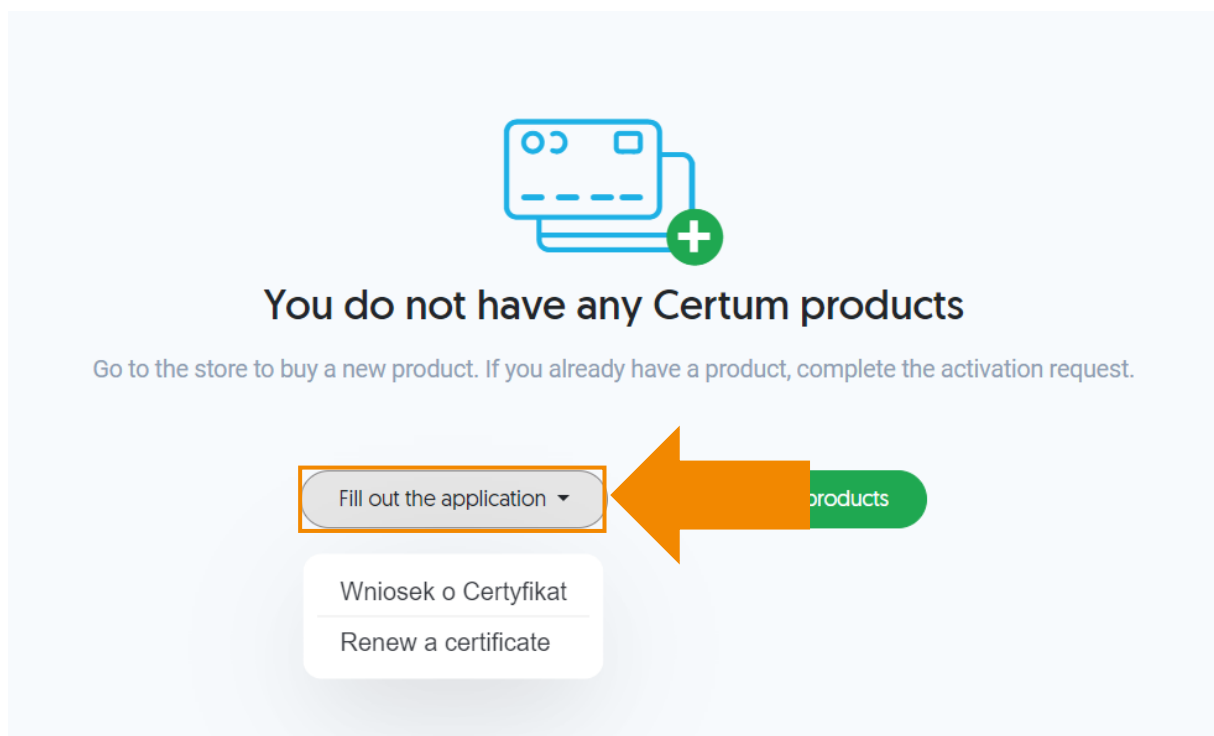 You do not have any Certum products
Go to the store to buy a new product. If you already have a product, complete the activation request.
Fill out the application
products
Wniosek o Certyfikat
Renew a certificate